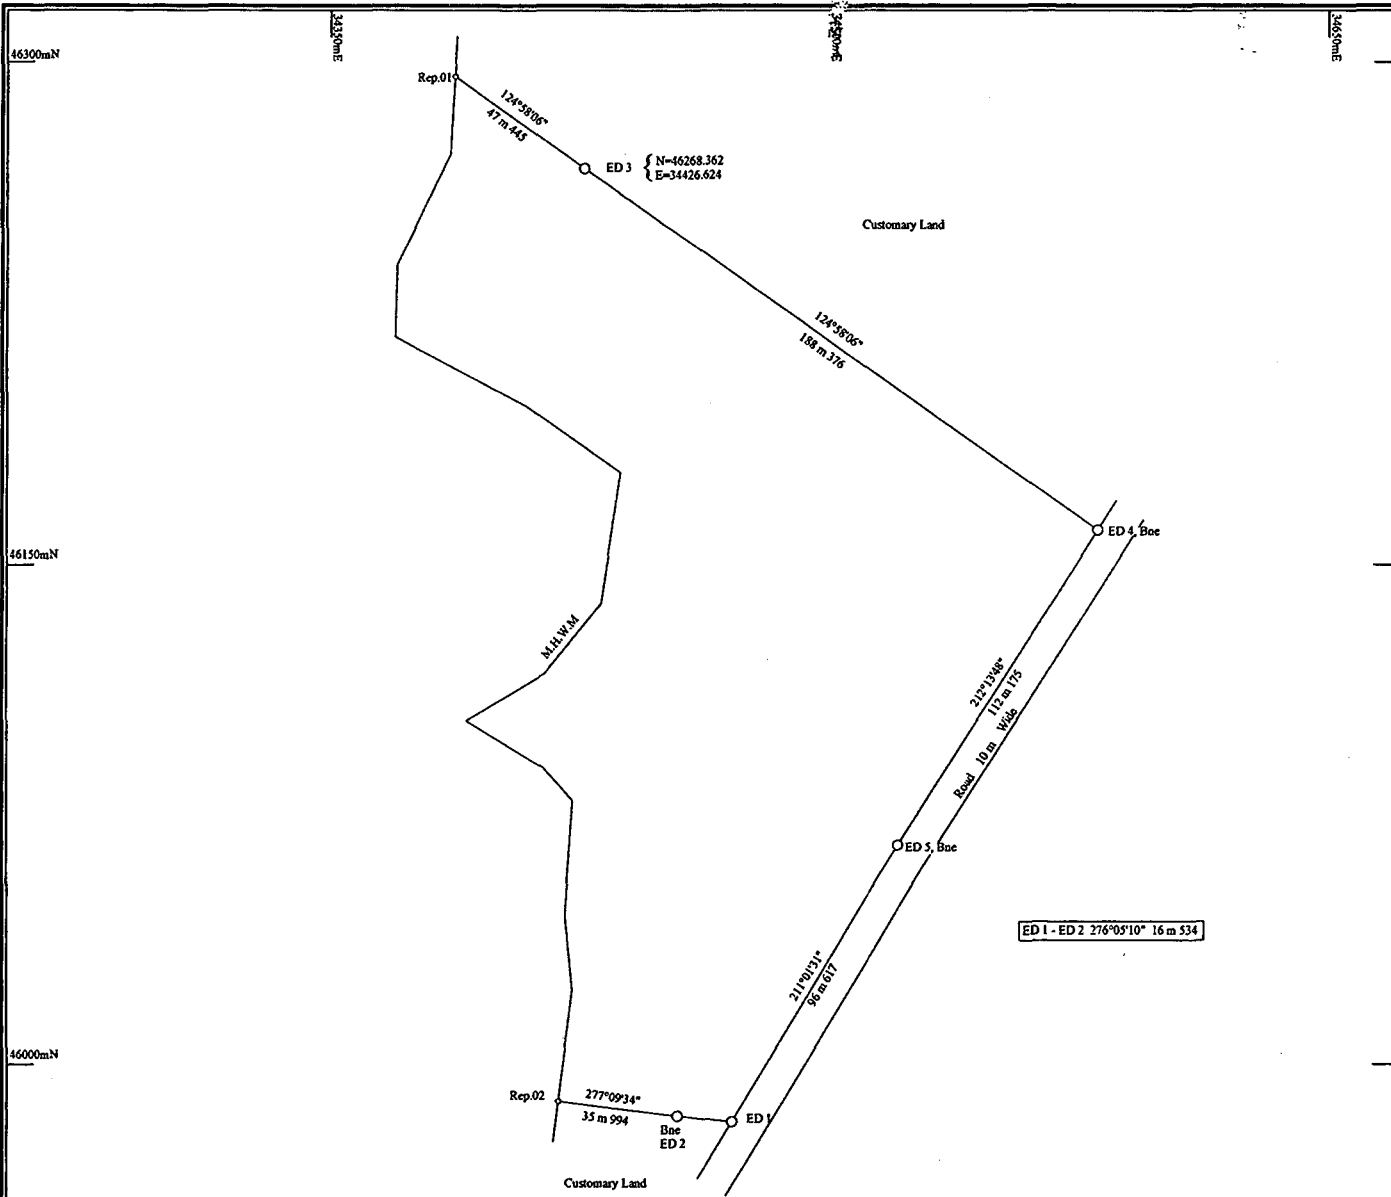 34350mE
34500mE
34650mE
46300mN
Rep.01
124°58'06"
47 m 445
ED 3 { N=46268.362
E=34426.624
Customary Land
124°58'06"
188 m 376
ED 4, Bne
46150mN
M.H.W.M
212°13'48"
112 m 175
Road 10 m Wide
ED 5, Bne
ED 1 - ED 2 276°05'10" 16 m 534
211°01'31"
96 m 617
46000mN
Rep.02
277°09'34"
35 m 994
ED 1
Bne
ED 2
Customary Land